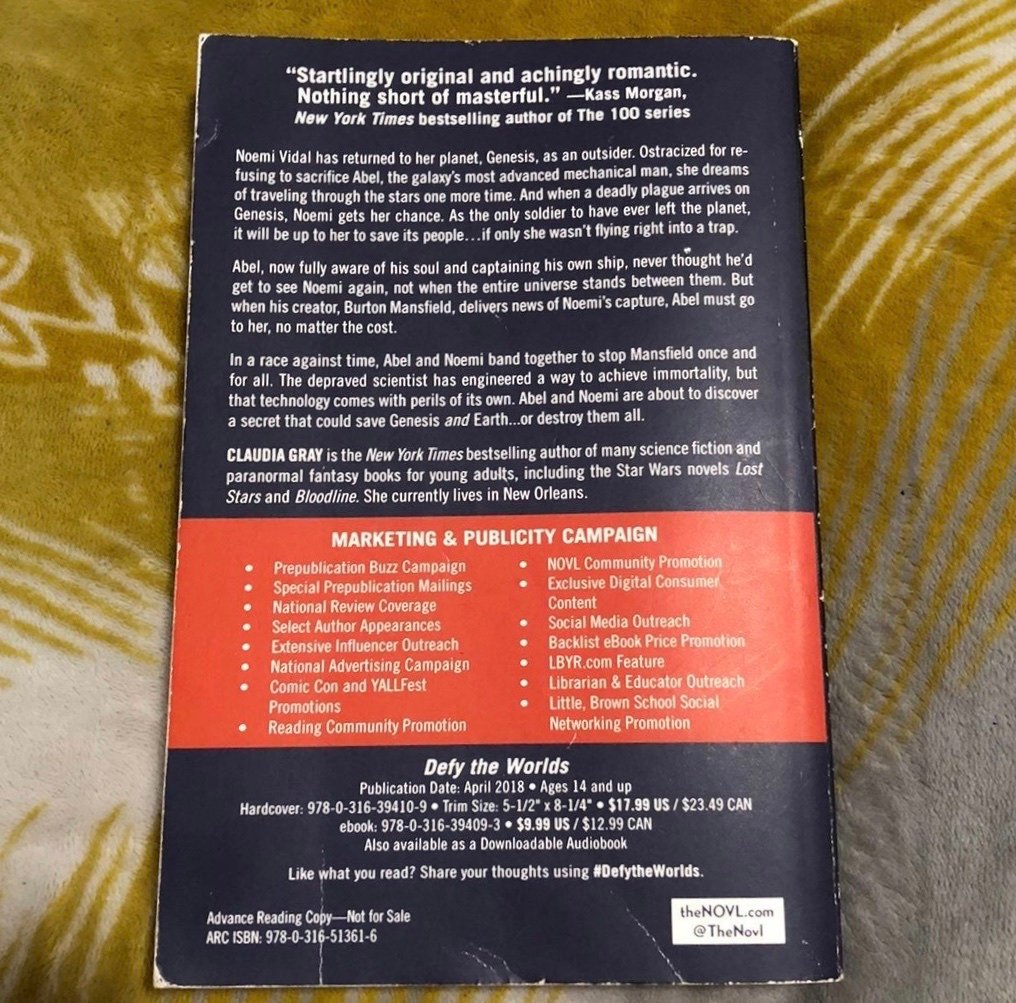 “Startlingly original and achingly romantic.
Nothing short of masterful.” —Kass Morgan,
New York Times bestselling author of The 100 series
Noemi Vidal has returned to her planet, Genesis, as an outsider. Ostracized for re-
fusing to sacrifice Abel, the galaxy’s most advanced mechanical man, she dreams
of traveling through the stars one more time. And when a deadly plague arrives on
Genesis, Noemi gets her chance. As the only soldier to have ever left the planet,
it will be up to her to save its people…if only she wasn’t flying right into a trap.
Abel, now fully aware of his soul and captaining his own ship, never thought he’d
get to see Noemi again, not when the entire universe stands between them. But
when his creator, Burton Mansfield, delivers news of Noemi’s capture, Abel must go
to her, no matter the cost.
In a race against time, Abel and Noemi band together to stop Mansfield once and
for all. The depraved scientist has engineered a way to achieve immortality, but
that technology comes with perils of its own. Abel and Noemi are about to discover
a secret that could save Genesis and Earth...or destroy them all.
CLAUDIA GRAY is the New York Times bestselling author of many science fiction and
paranormal fantasy books for young adults, including the Star Wars novels Lost
Stars and Bloodline. She currently lives in New Orleans.
MARKETING & PUBLICITY CAMPAIGN
• Prepublication Buzz Campaign
• Special Prepublication Mailings
• National Review Coverage
• Select Author Appearances
• Extensive Influencer Outreach
• National Advertising Campaign
• Comic Con and YALLFest
Promotions
• Reading Community Promotion
• NOVL Community Promotion
• Exclusive Digital Consumer
Content
• Social Media Outreach
• Backlist eBook Price Promotion
• LBYR.com Feature
• Librarian & Educator Outreach
• Little, Brown School Social
Networking Promotion
Defy the Worlds
Publication Date: April 2018 • Ages 14 and up
Hardcover: 978-0-316-39410-9 • Trim Size: 5-1/2" x 8-1/4" • $17.99 US / $23.49 CAN
ebook: 978-0-316-39409-3 • $9.99 US / $12.99 CAN
Also available as a Downloadable Audiobook
Like what you read? Share your thoughts using #DefytheWorlds.
Advance Reading Copy—Not for Sale
ARC ISBN: 978-0-316-51361-6
theNOVL.com
@TheNovl